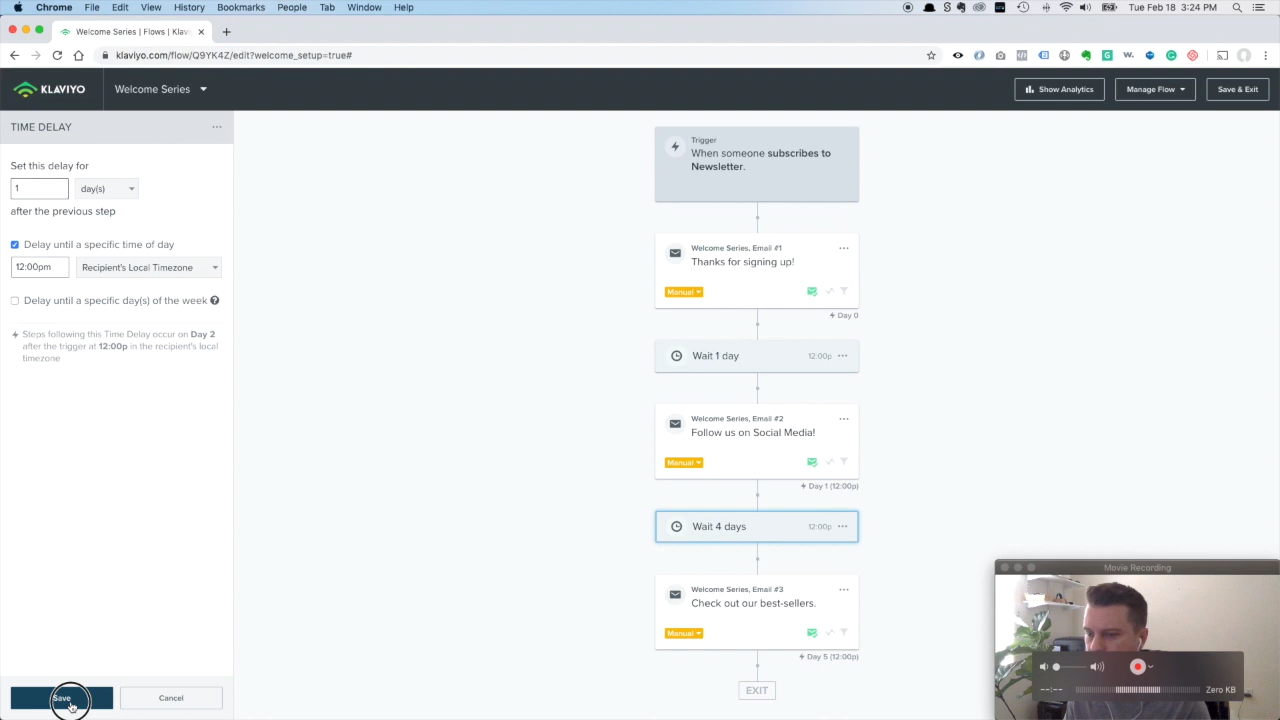 Chrome File Edit View History Bookmarks People Tab Window Help Tue Feb 18 3:24 PM
Welcome Series | Flows | Klavi
klaviyo.com/flow/Q9YK4Z/edit?welcome_setup=true#
KLAVIYO Welcome Series Show Analytics Manage Flow Save & Exit
TIME DELAY
Set this delay for
1 day(s)
after the previous step
Delay until a specific time of day
12:00pm Recipient's Local Timezone
Delay until a specific day(s) of the week
Steps following this Time Delay occur on Day 2
after the trigger at 12:00p in the recipient's local
timezone
Save Cancel
Trigger
When someone subscribes to
Newsletter.
Welcome Series, Email #1
Thanks for signing up!
Manual
Day 0
Wait 1 day 12:00p
Welcome Series, Email #2
Follow us on Social Media!
Manual
Day 1 (12:00p)
Wait 4 days 12:00p
Welcome Series, Email #3
Check out our best-sellers.
Manual
Day 5 (12:00p)
EXIT
Movie Recording
--:-- Zero KB